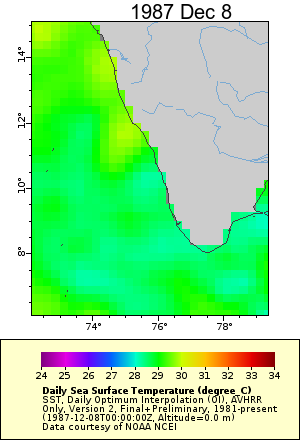 1987 Dec 8
14°
12°
10°
8°
74° 76° 78°
24 25 26 27 28 29 30 31 32 33 34
Daily Sea Surface Temperature (degree_C)
SST, Daily Optimum Interpolation (OI), AVHRR
Only, Version 2, Final+Preliminary, 1981-present
(1987-12-08T00:00:00Z, Altitude=0.0 m)
Data courtesy of NOAA NCEI